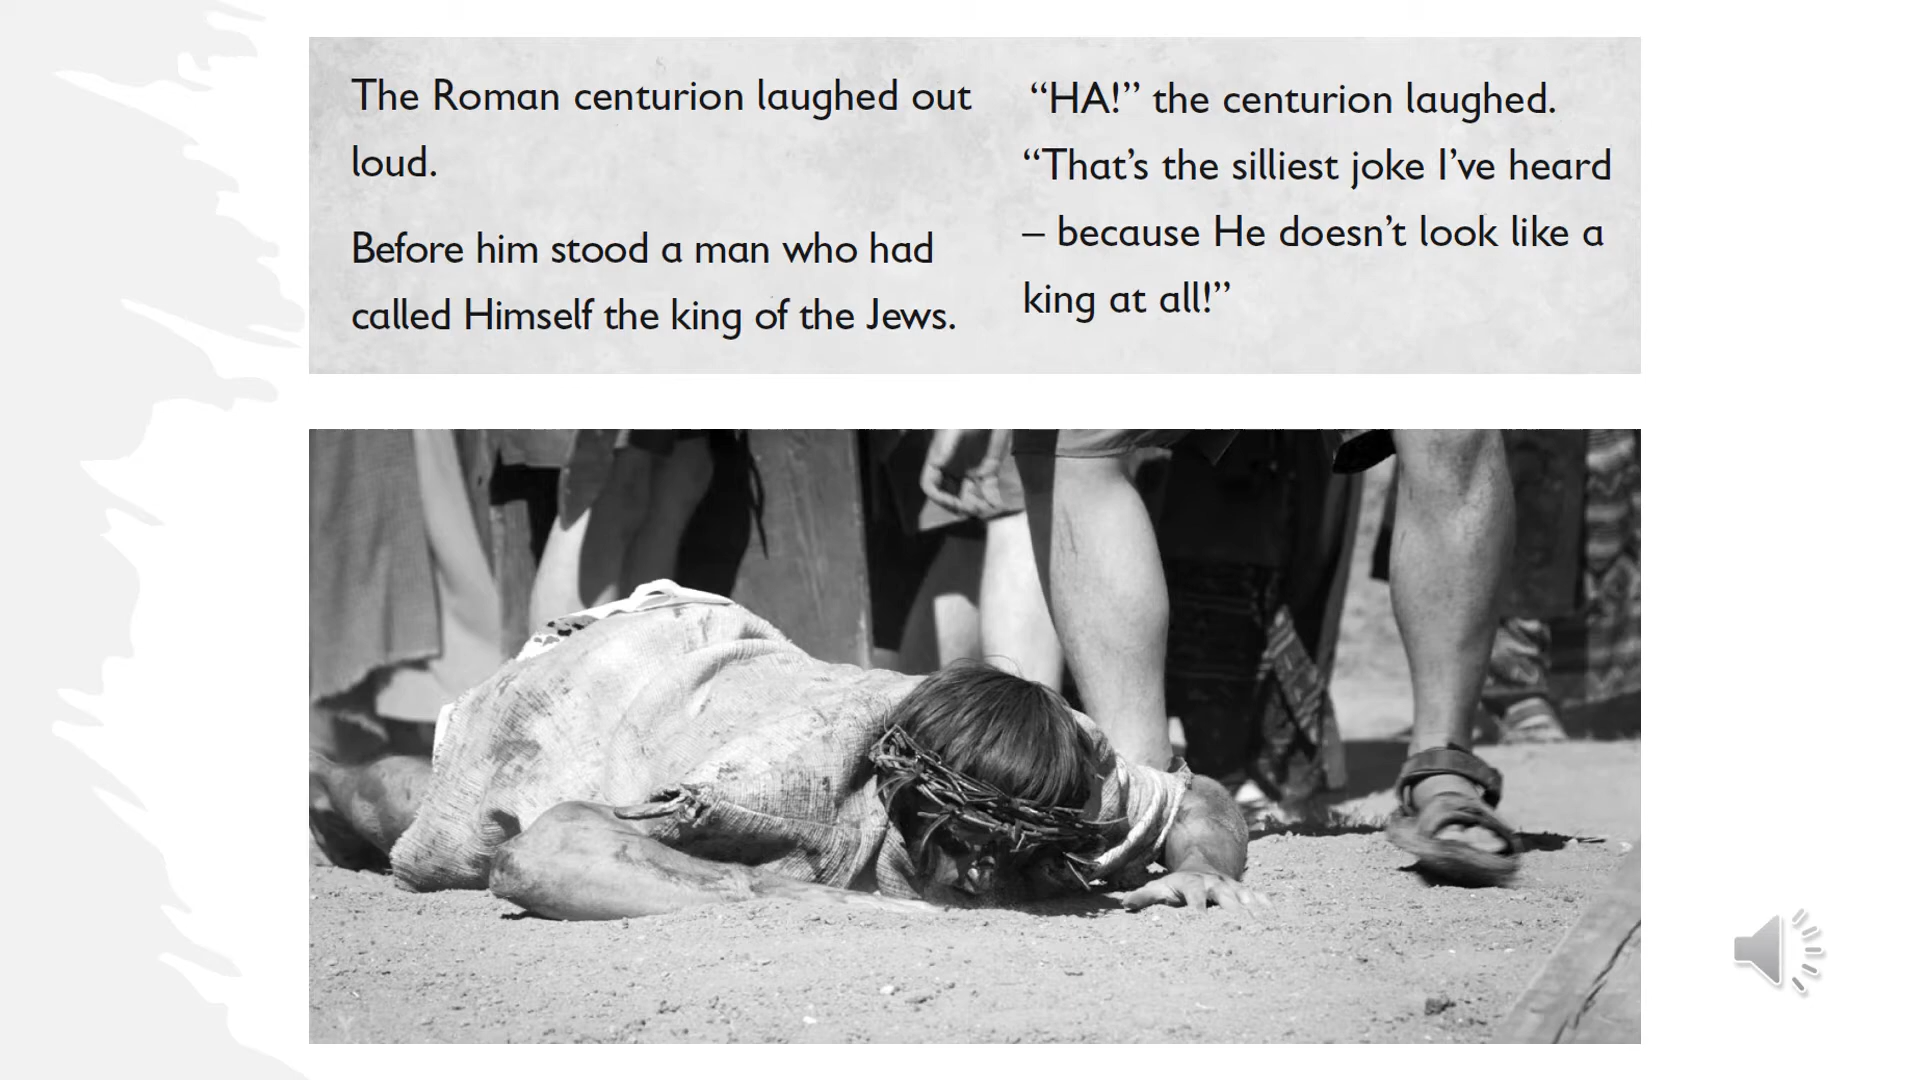 The Roman centurion laughed out
loud.
Before him stood a man who had
called Himself the king of the Jews.
“HA!” the centurion laughed.
“That’s the silliest joke I’ve heard
– because He doesn’t look like a
king at all!”